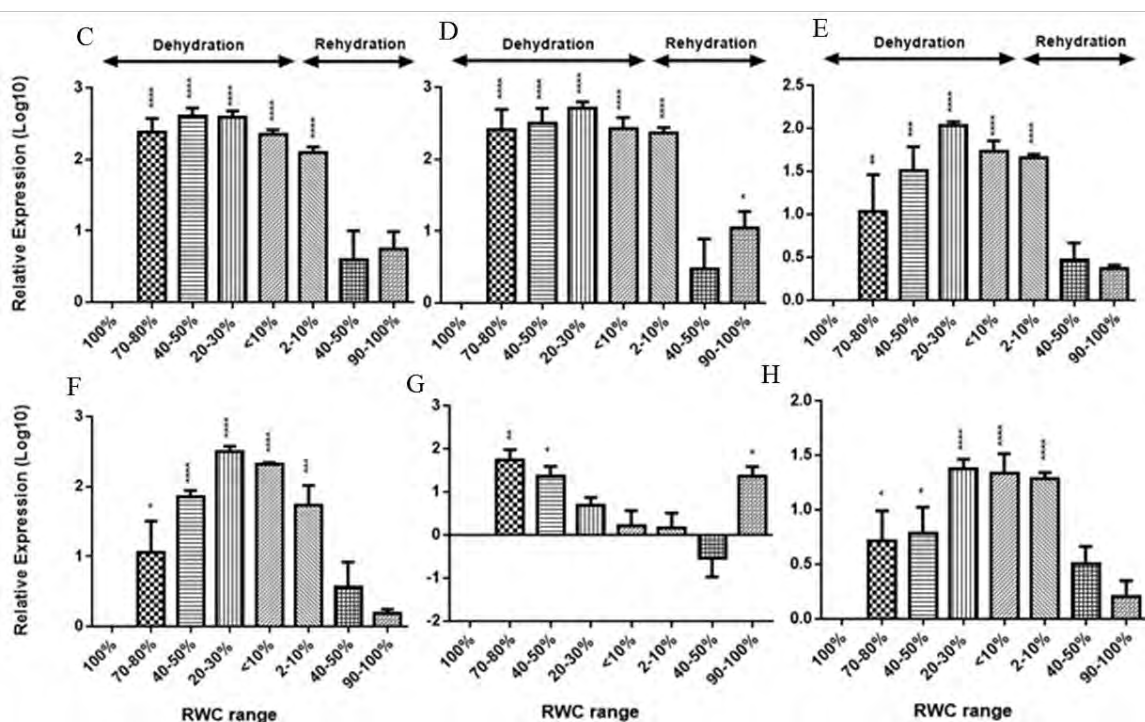 C Dehydration Rehydration
D Dehydration Rehydration
E Dehydration Rehydration
Relative Expression (Log10)
3
2
1
0
**** **** **** **** ****
100% 70-80% 40-50% 20-30% <10% 2-10% 40-50% 90-100%
3
2
1
0
**** **** **** **** **** *
100% 70-80% 40-50% 20-30% <10% 2-10% 40-50% 90-100%
2.5
2.0
1.5
1.0
0.5
0.0
**** **** **** ****
100% 70-80% 40-50% 20-30% <10% 2-10% 40-50% 90-100%
F
Relative Expression (Log10)
3
2
1
0
* **** **** ****
100% 70-80% 40-50% 20-30% <10% 2-10% 40-50% 90-100%
RWC range
G
3
2
1
0
-1
-2
** * *
100% 70-80% 40-50% 20-30% <10% 2-10% 40-50% 90-100%
RWC range
H
2.0
1.5
1.0
0.5
0.0
* * **** **** ****
100% 70-80% 40-50% 20-30% <10% 2-10% 40-50% 90-100%
RWC range